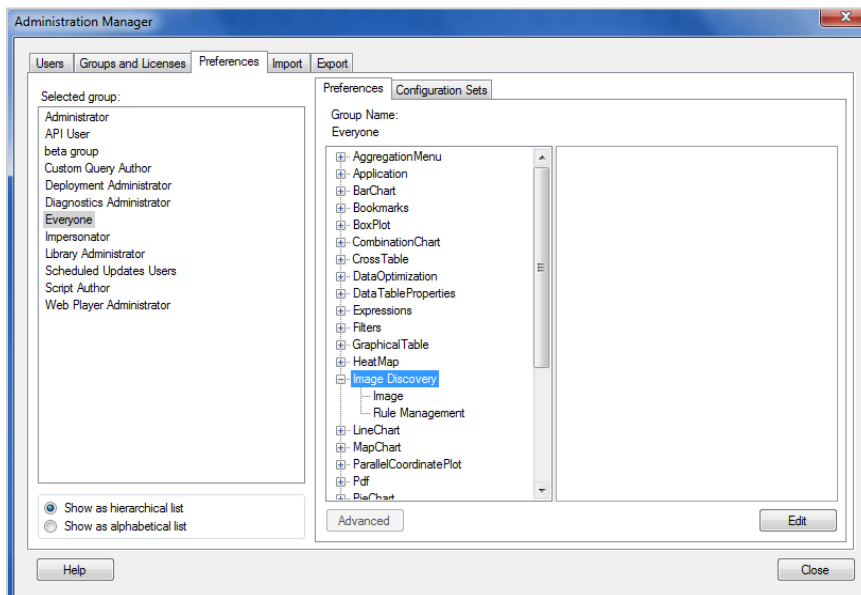 Administration Manager
Users Groups and Licenses Preferences Import Export
Selected group:
Administrator
API User
beta group
Custom Query Author
Deployment Administrator
Diagnostics Administrator
Everyone
Impersonator
Library Administrator
Scheduled Updates Users
Script Author
Web Player Administrator
Show as hierarchical list
Show as alphabetical list
Preferences Configuration Sets
Group Name:
Everyone
AggregationMenu
Application
BarChart
Bookmarks
BoxPlot
CombinationChart
CrossTable
DataOptimization
DataTableProperties
Expressions
Filters
GraphicalTable
HeatMap
Image Discovery
Image
Rule Management
LineChart
MapChart
ParallelCoordinatePlot
Pdf
PieChart
Advanced Edit
Help Close